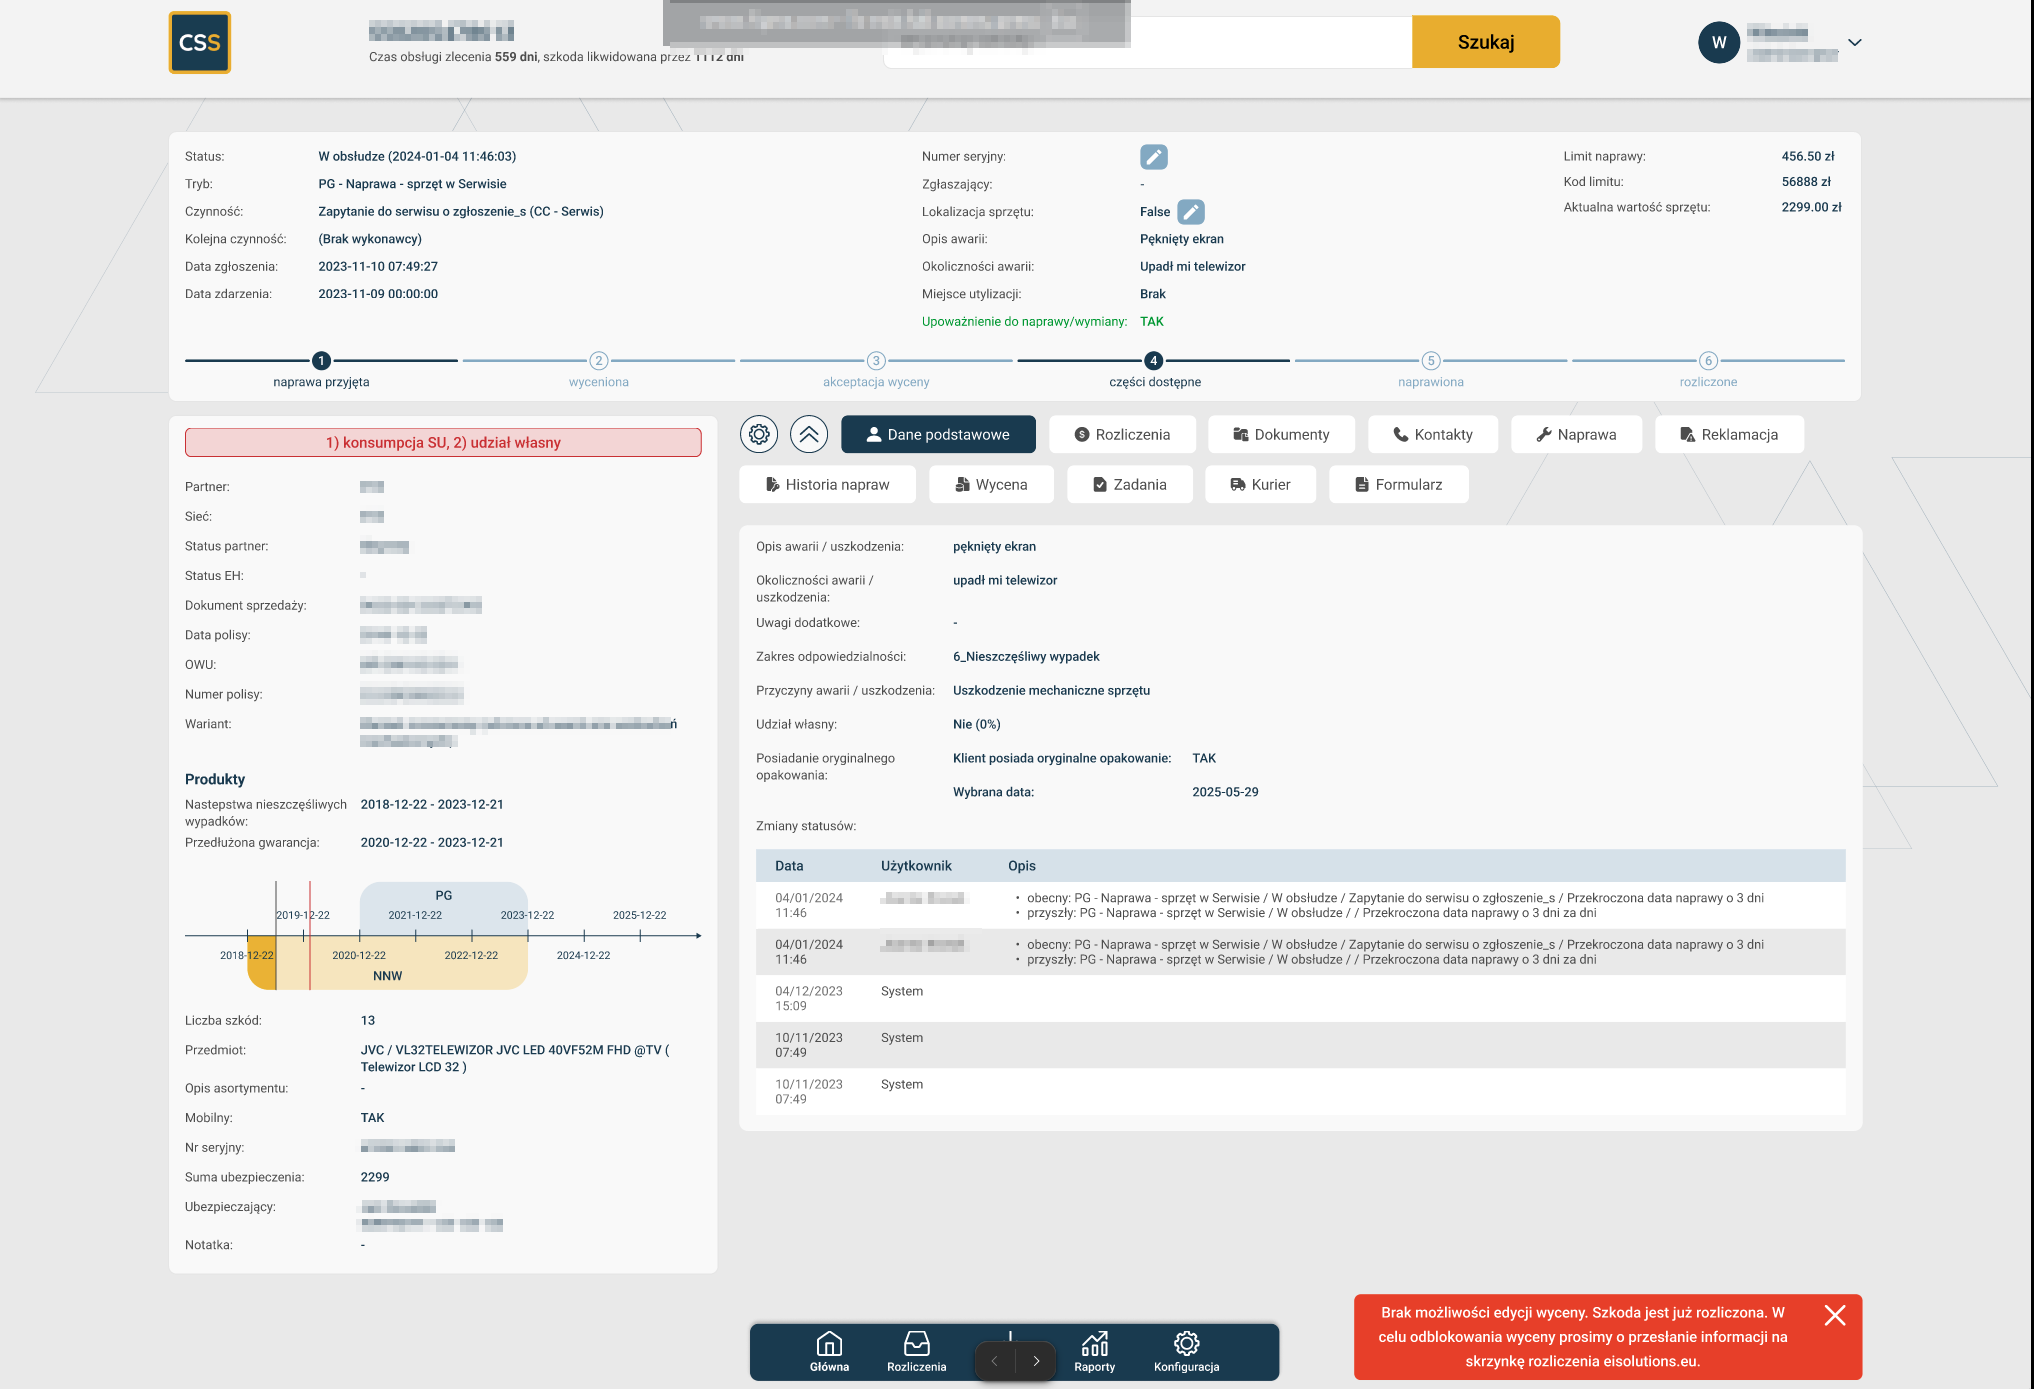 CSS
Czas obsługi zlecenia 559 dni, szkoda likwidowana przez 1112 dni
Szukaj
W
Status: W obsłudze (2024-01-04 11:46:03)
Tryb: PG - Naprawa - sprzęt w Serwisie
Czynność: Zapytanie do serwisu o zgłoszenie_s (CC - Serwis)
Kolejna czynność: (Brak wykonawcy)
Data zgłoszenia: 2023-11-10 07:49:27
Data zdarzenia: 2023-11-09 00:00:00
Numer seryjny:
Zgłaszający: -
Lokalizacja sprzętu: False
Opis awarii: Pęknięty ekran
Okoliczności awarii: Upadł mi telewizor
Miejsce utylizacji: Brak
Upoważnienie do naprawy/wymiany: TAK
Limit naprawy: 456.50 zł
Kod limitu: 56888 zł
Aktualna wartość sprzętu: 2299.00 zł
1 2 3 4 5 6
naprawa przyjęta wyceniona akceptacja wyceny części dostępne naprawiona rozliczone
1) konsumpcja SU, 2) udział własny
Partner:
Sieć:
Status partner:
Status EH:
Dokument sprzedaży:
Data polisy:
OWU:
Numer polisy:
Wariant:
Produkty
Nastepstwa nieszczęśliwych 2018-12-22 - 2023-12-21
wypadków:
Przedłużona gwarancja: 2020-12-22 - 2023-12-21
PG
2019-12-22 2021-12-22 2023-12-22 2025-12-22
2018-12-22 2020-12-22 2022-12-22 2024-12-22
NNW
Liczba szkód: 13
Przedmiot: JVC / VL32TELEWIZOR JVC LED 40VF52M FHD @TV (
Telewizor LCD 32 )
Opis asortymentu: -
Mobilny: TAK
Nr seryjny:
Suma ubezpieczenia: 2299
Ubezpieczający:
Notatka: -
Dane podstawowe Rozliczenia Dokumenty Kontakty Naprawa Reklamacja
Historia napraw Wycena Zadania Kurier Formularz
Opis awarii / uszkodzenia: pęknięty ekran
Okoliczności awarii / upadł mi telewizor
uszkodzenia:
Uwagi dodatkowe: -
Zakres odpowiedzialności: 6_Nieszczęśliwy wypadek
Przyczyny awarii / uszkodzenia: Uszkodzenie mechaniczne sprzętu
Udział własny: Nie (0%)
Posiadanie oryginalnego Klient posiada oryginalne opakowanie: TAK
opakowania:
Wybrana data: 2025-05-29
Zmiany statusów:
Data Użytkownik Opis
04/01/2024 • obecny: PG - Naprawa - sprzęt w Serwisie / W obsłudze / Zapytanie do serwisu o zgłoszenie_s / Przekroczona data naprawy o 3 dni
11:46 • przyszły: PG - Naprawa - sprzęt w Serwisie / W obsłudze / / Przekroczona data naprawy o 3 dni za dni
04/01/2024 • obecny: PG - Naprawa - sprzęt w Serwisie / W obsłudze / Zapytanie do serwisu o zgłoszenie_s / Przekroczona data naprawy o 3 dni
11:46 • przyszły: PG - Naprawa - sprzęt w Serwisie / W obsłudze / / Przekroczona data naprawy o 3 dni za dni
04/12/2023 System
15:09
10/11/2023 System
07:49
10/11/2023 System
07:49
Główna Rozliczenia Raporty Konfiguracja
Brak możliwości edycji wyceny. Szkoda jest już rozliczona. W
celu odblokowania wyceny prosimy o przesłanie informacji na
skrzynkę rozliczenia eisolutions.eu.